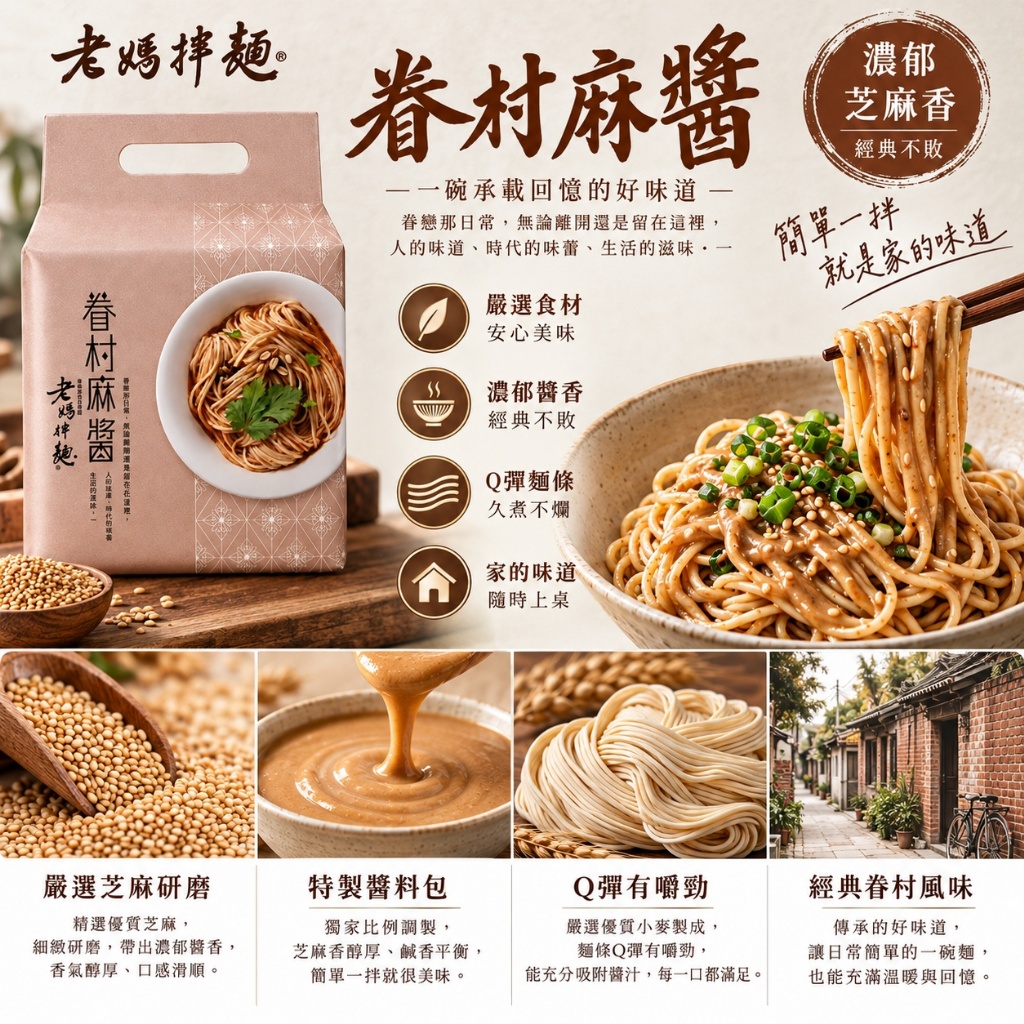 老媽拌麵®
眷村麻醬
一碗承載回憶的好味道
眷戀那日常，無論離開還是留在這裡，
人的味道、時代的味蕾、生活的滋味・一
濃郁
芝麻香
經典不敗
簡單一拌
就是家的味道
嚴選食材
安心美味
濃郁醬香
經典不敗
Q彈麵條
久煮不爛
家的味道
隨時上桌
眷村麻醬
老媽拌麵®
嚴選芝麻研磨
精選優質芝麻，
細緻研磨，帶出濃郁醬香，
香氣醇厚、口感滑順。
特製醬料包
獨家比例調製，
芝麻香醇厚、鹹香平衡，
簡單一拌就很美味。
Q彈有嚼勁
嚴選優質小麥製成，
麵條Q彈有嚼勁，
能充分吸附醬汁，每一口都滿足。
經典眷村風味
傳承的好味道，
讓日常簡單的一碗麵，
也能充滿溫暖與回憶。